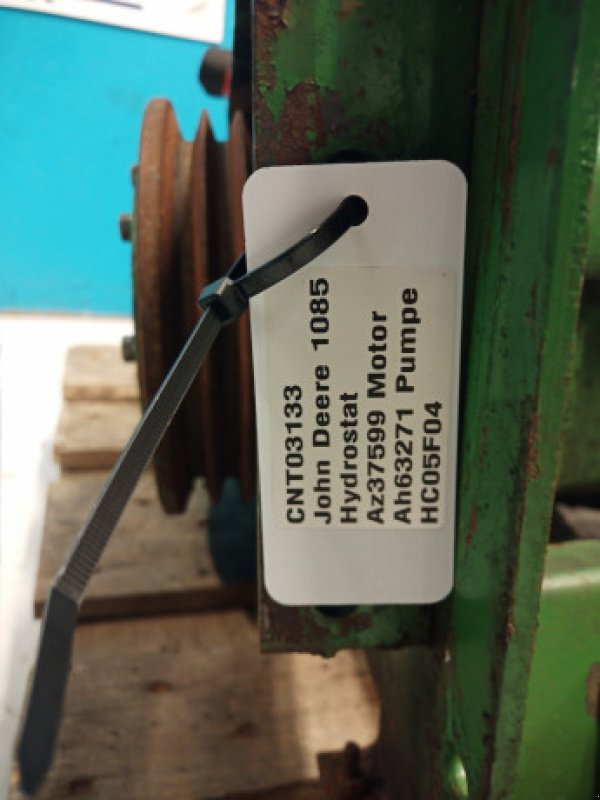 CNT03133
John Deere 1085
Hydrostat
Az37599 Motor
Ah63271 Pumpe
HC05F04